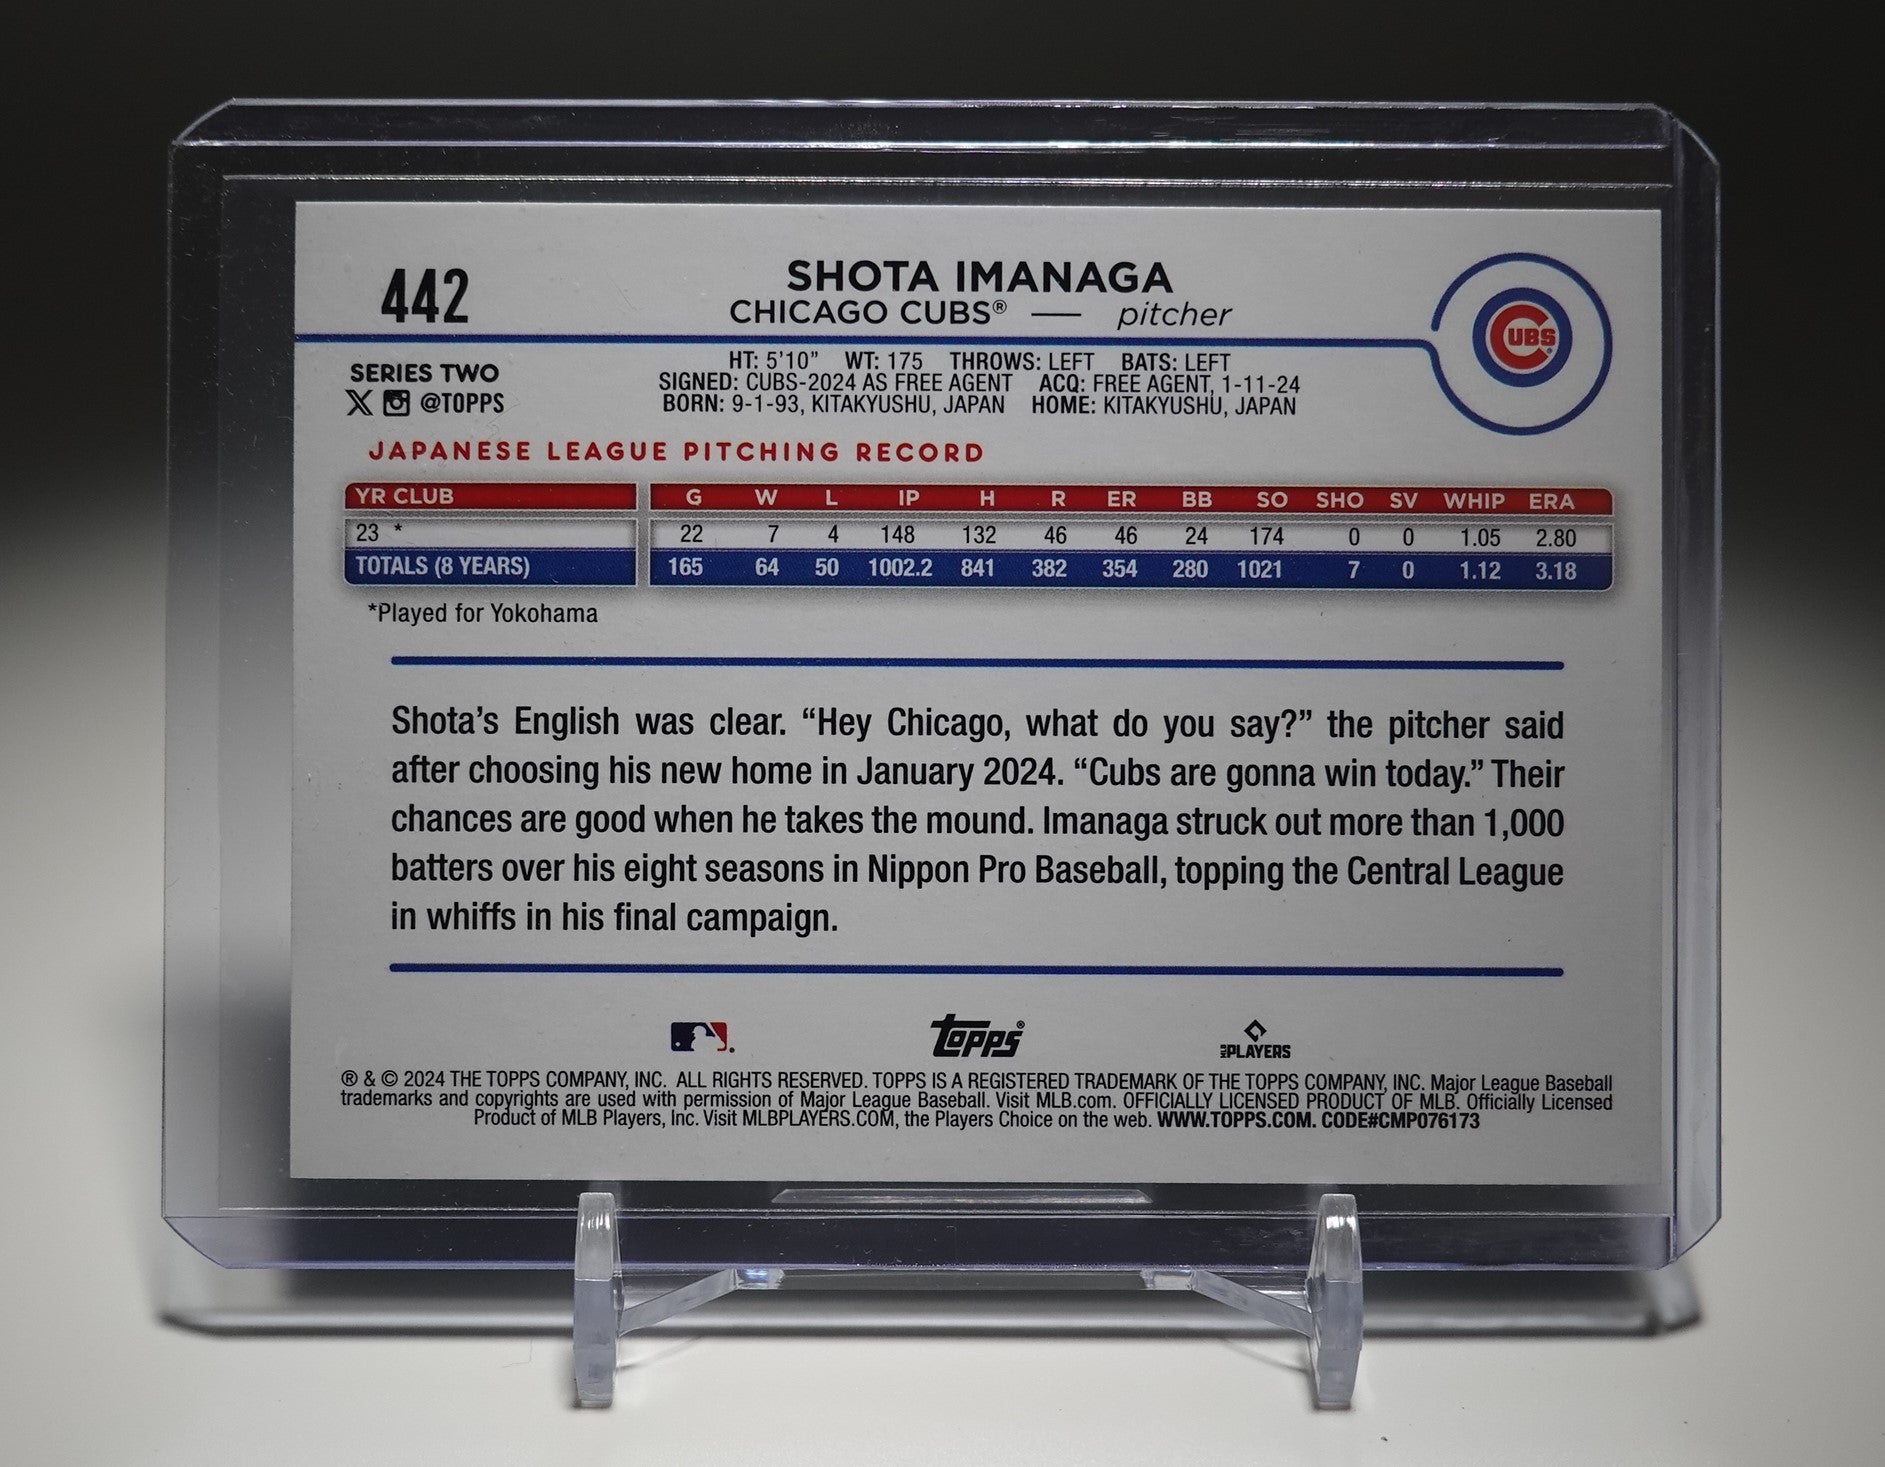 442
SHOTA IMANAGA
CHICAGO CUBS® — pitcher
CUBS®
SERIES TWO
X @TOPPS
HT: 5'10" WT: 175 THROWS: LEFT BATS: LEFT
SIGNED: CUBS-2024 AS FREE AGENT ACQ: FREE AGENT, 1-11-24
BORN: 9-1-93, KITAKYUSHU, JAPAN HOME: KITAKYUSHU, JAPAN
JAPANESE LEAGUE PITCHING RECORD
YR CLUB G W L IP H R ER BB SO SHO SV WHIP ERA
23 * 22 7 4 148 132 46 46 24 174 0 0 1.05 2.80
TOTALS (8 YEARS) 165 64 50 1002.2 841 382 354 280 1021 7 0 1.12 3.18
*Played for Yokohama
Shota's English was clear. "Hey Chicago, what do you say?" the pitcher said
after choosing his new home in January 2024. "Cubs are gonna win today." Their
chances are good when he takes the mound. Imanaga struck out more than 1,000
batters over his eight seasons in Nippon Pro Baseball, topping the Central League
in whiffs in his final campaign.
topps® MLB PLAYERS
® & © 2024 THE TOPPS COMPANY, INC. ALL RIGHTS RESERVED. TOPPS IS A REGISTERED TRADEMARK OF THE TOPPS COMPANY, INC. Major League Baseball
trademarks and copyrights are used with permission of Major League Baseball. Visit MLB.com. OFFICIALLY LICENSED PRODUCT OF MLB. Officially Licensed
Product of MLB Players, Inc. Visit MLBPLAYERS.COM, the Players Choice on the web. WWW.TOPPS.COM. CODE#CMP076173